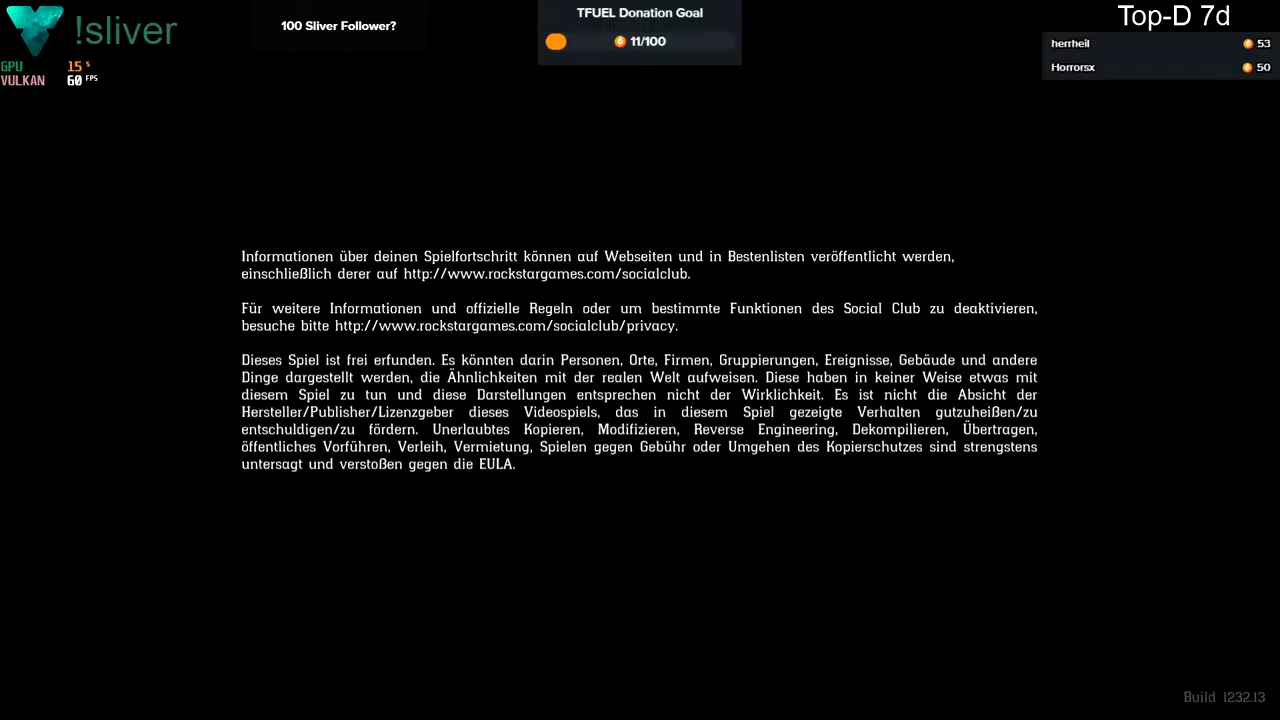 !sliver
100 Sliver Follower?
TFUEL Donation Goal
11/100
Top-D 7d
herrheil 53
Horrorsx 50
GPU 15 %
VULKAN 60 FPS
Informationen über deinen Spielfortschritt können auf Webseiten und in Bestenlisten veröffentlicht werden,
einschließlich derer auf http://www.rockstargames.com/socialclub.
Für weitere Informationen und offizielle Regeln oder um bestimmte Funktionen des Social Club zu deaktivieren,
besuche bitte http://www.rockstargames.com/socialclub/privacy.
Dieses Spiel ist frei erfunden. Es könnten darin Personen, Orte, Firmen, Gruppierungen, Ereignisse, Gebäude und andere
Dinge dargestellt werden, die Ähnlichkeiten mit der realen Welt aufweisen. Diese haben in keiner Weise etwas mit
diesem Spiel zu tun und diese Darstellungen entsprechen nicht der Wirklichkeit. Es ist nicht die Absicht der
Hersteller/Publisher/Lizenzgeber dieses Videospiels, das in diesem Spiel gezeigte Verhalten gutzuheißen/zu
entschuldigen/zu fördern. Unerlaubtes Kopieren, Modifizieren, Reverse Engineering, Dekompilieren, Übertragen,
öffentliches Vorführen, Verleih, Vermietung, Spielen gegen Gebühr oder Umgehen des Kopierschutzes sind strengstens
untersagt und verstoßen gegen die EULA.
Build 1232.13